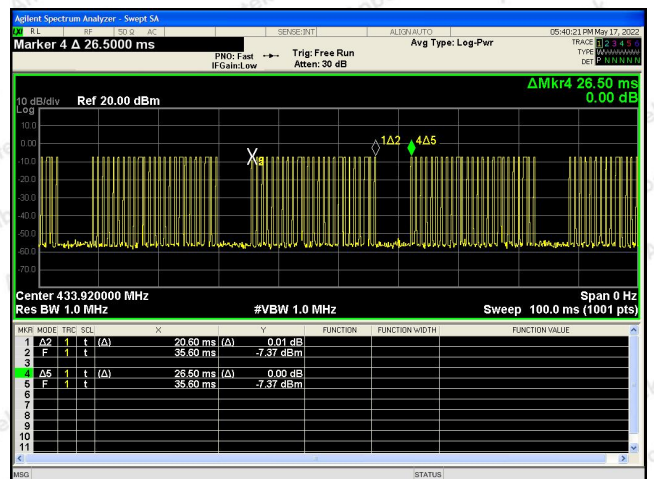 Agilent Spectrum Analyzer - Swept SA
RL RF 50 Ω AC SENSE:INT ALIGNAUTO 05:40:21 PM May 17, 2022
Marker 4 Δ 26.5000 ms Avg Type: Log-Pwr TRACE 1 2 3 4 5 6
PNO: Fast Trig: Free Run TYPE
IFGain:Low Atten: 30 dB DET P N N N N N
ΔMkr4 26.50 ms
10 dB/div Ref 20.00 dBm 0.00 dB
Log
10.0
0.00
1Δ2 4Δ5
-10.0
-20.0
-30.0
-40.0
-50.0
-60.0
-70.0
Center 433.920000 MHz Span 0 Hz
Res BW 1.0 MHz #VBW 1.0 MHz Sweep 100.0 ms (1001 pts)
MKR MODE TRC SCL X Y FUNCTION FUNCTION WIDTH FUNCTION VALUE
1 Δ2 1 t (Δ) 20.60 ms (Δ) 0.01 dB
2 F 1 t 35.60 ms -7.37 dBm
3
4 Δ5 1 t (Δ) 26.50 ms (Δ) 0.00 dB
5 F 1 t 35.60 ms -7.37 dBm
6
7
8
9
10
11
MSG STATUS